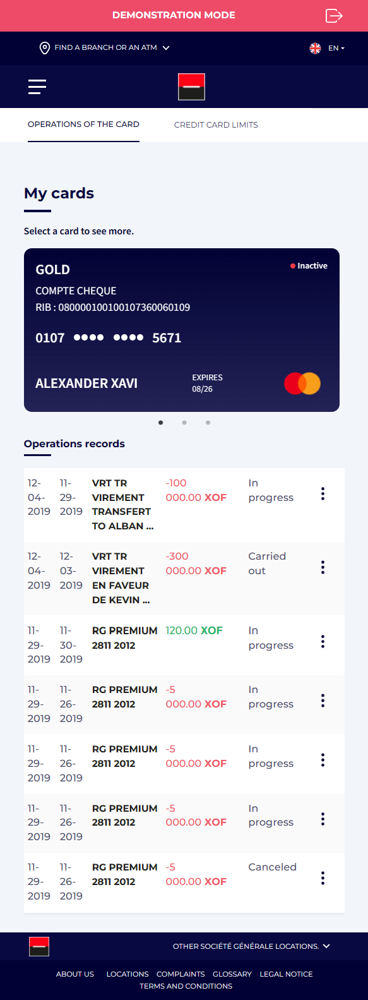 DEMONSTRATION MODE
FIND A BRANCH OR AN ATM
EN
OPERATIONS OF THE CARD
CREDIT CARD LIMITS
My cards
Select a card to see more.
GOLD
Inactive
COMPTE CHEQUE
RIB : 080000100100107360060109
0107 •••• •••• 5671
ALEXANDER XAVI
EXPIRES
08/26
Operations records
12- 11- VRT TR -100 In
04- 29- VIREMENT 000.00 XOF progress
2019 2019 TRANSFERT
TO ALBAN ...
12- 12- VRT TR -300 Carried
04- 03- VIREMENT 000.00 XOF out
2019 2019 EN FAVEUR
DE KEVIN ...
11- 11- RG PREMIUM 120.00 XOF In
29- 30- 2811 2012 progress
2019 2019
11- 11- RG PREMIUM -5 In
29- 26- 2811 2012 000.00 XOF progress
2019 2019
11- 11- RG PREMIUM -5 In
29- 26- 2811 2012 000.00 XOF progress
2019 2019
11- 11- RG PREMIUM -5 In
29- 26- 2811 2012 000.00 XOF progress
2019 2019
11- 11- RG PREMIUM -5 Canceled
29- 26- 2811 2012 000.00 XOF
2019 2019
OTHER SOCIÉTÉ GÉNÉRALE LOCATIONS.
ABOUT US LOCATIONS COMPLAINTS GLOSSARY LEGAL NOTICE
TERMS AND CONDITIONS